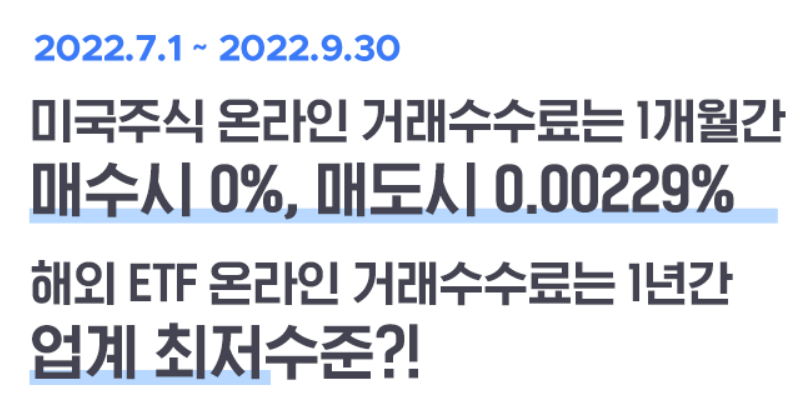 2022.7.1 ~ 2022.9.30
미국주식 온라인 거래수수료는 1개월간
매수시 0%, 매도시 0.00229%
해외 ETF 온라인 거래수수료는 1년간
업계 최저수준?!